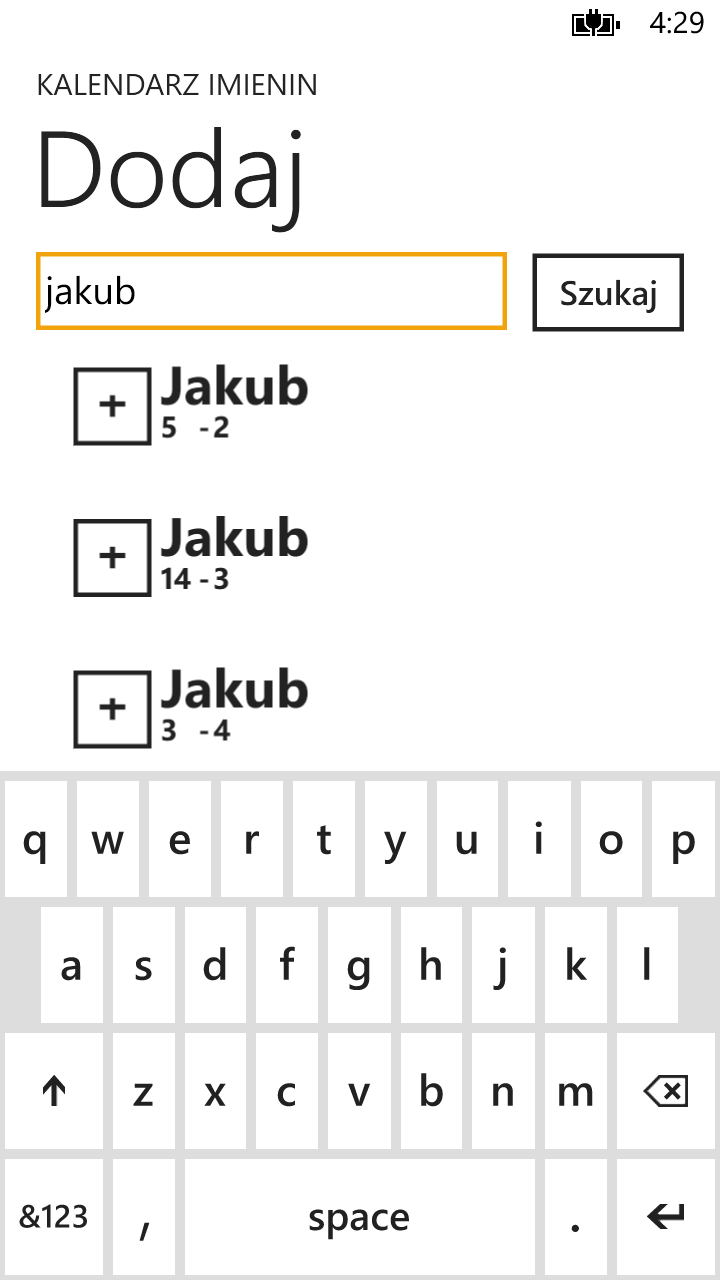 4:29
KALENDARZ IMIENIN
Dodaj
jakub
Szukaj
+ Jakub
5 -2
+ Jakub
14 -3
+ Jakub
3 -4
q w e r t y u i o p
a s d f g h j k l
z x c v b n m
&123 , space .